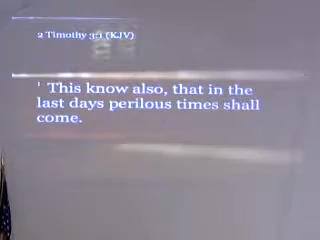 2 Timothy 3:1 (KJV)
1 This know also, that in the
last days perilous times shall
come.